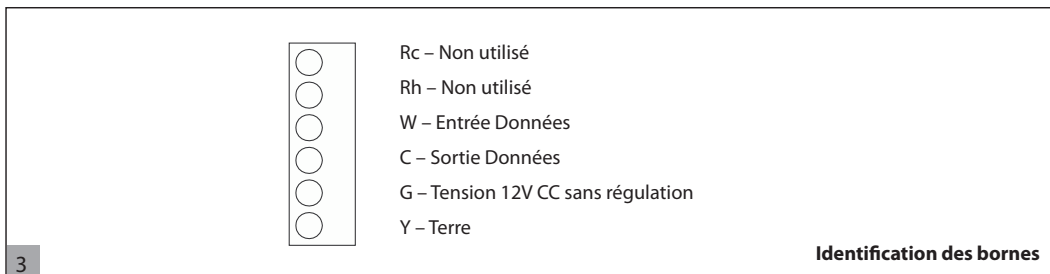 Rc – Non utilisé
Rh – Non utilisé
W – Entrée Données
C – Sortie Données
G – Tension 12V CC sans régulation
Y – Terre
3
Identification des bornes